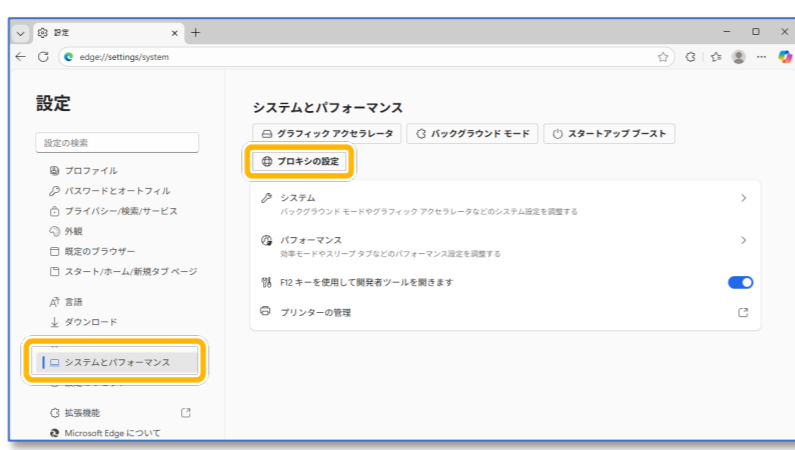 設定
edge://settings/system
設定
設定の検索
プロファイル
パスワードとオートフィル
プライバシー/検索/サービス
外観
既定のブラウザー
スタート/ホーム/新規タブ ページ
言語
ダウンロード
システムとパフォーマンス
拡張機能
Microsoft Edge について
システムとパフォーマンス
グラフィック アクセラレータ
バックグラウンド モード
スタートアップ ブースト
プロキシの設定
システム
バックグラウンド モードやグラフィック アクセラレータなどのシステム設定を調整する
パフォーマンス
効率モードやスリープ タブなどのパフォーマンス設定を調整する
F12 キーを使用して開発者ツールを開きます
プリンターの管理